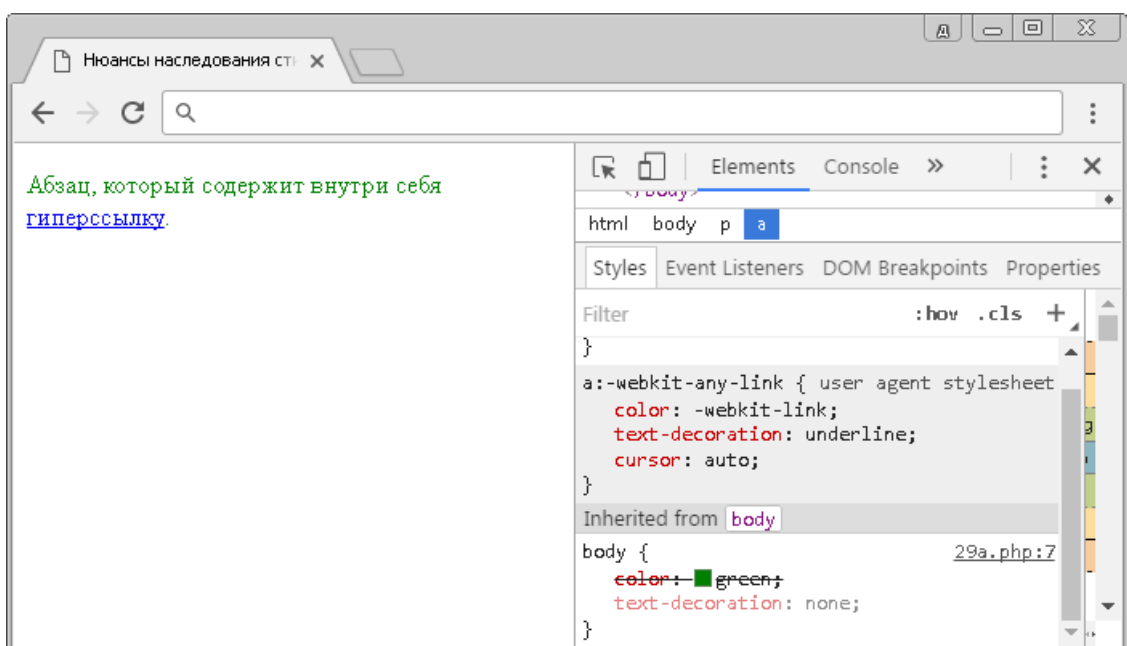 Нюансы наследования сти
Абзац, который содержит внутри себя
гиперссылку.
Elements Console »
</body>
html body p a
Styles Event Listeners DOM Breakpoints Properties
Filter :hov .cls +
}
a:-webkit-any-link { user agent stylesheet
color: -webkit-link;
text-decoration: underline;
cursor: auto;
}
Inherited from body
body { 29a.php:7
color: green;
text-decoration: none;
}